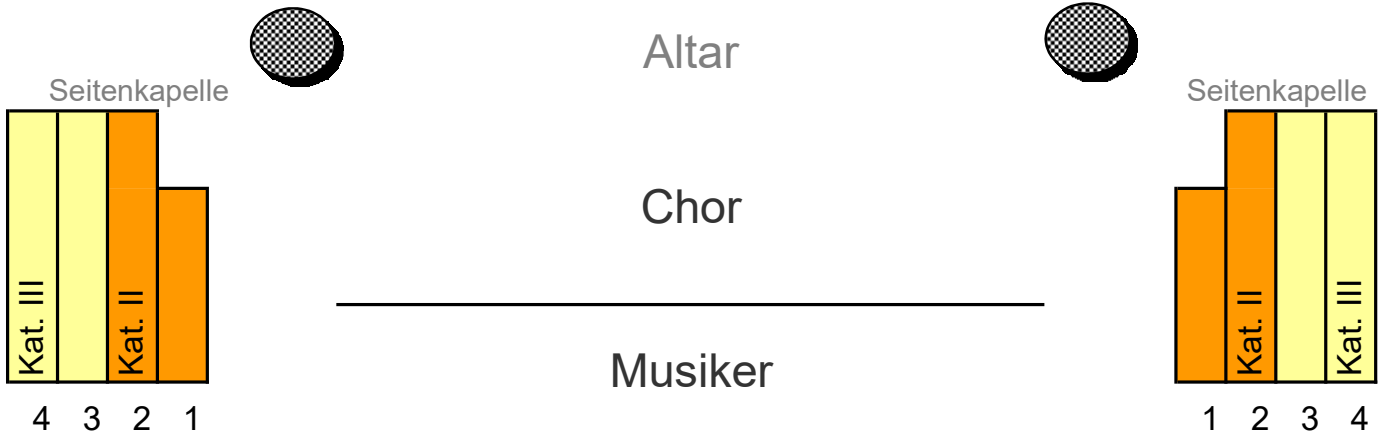 Altar
Seitenkapelle
Seitenkapelle
Chor
Kat. III
Kat. II
Kat. II
Kat. III
Musiker
4 3 2 1
1 2 3 4